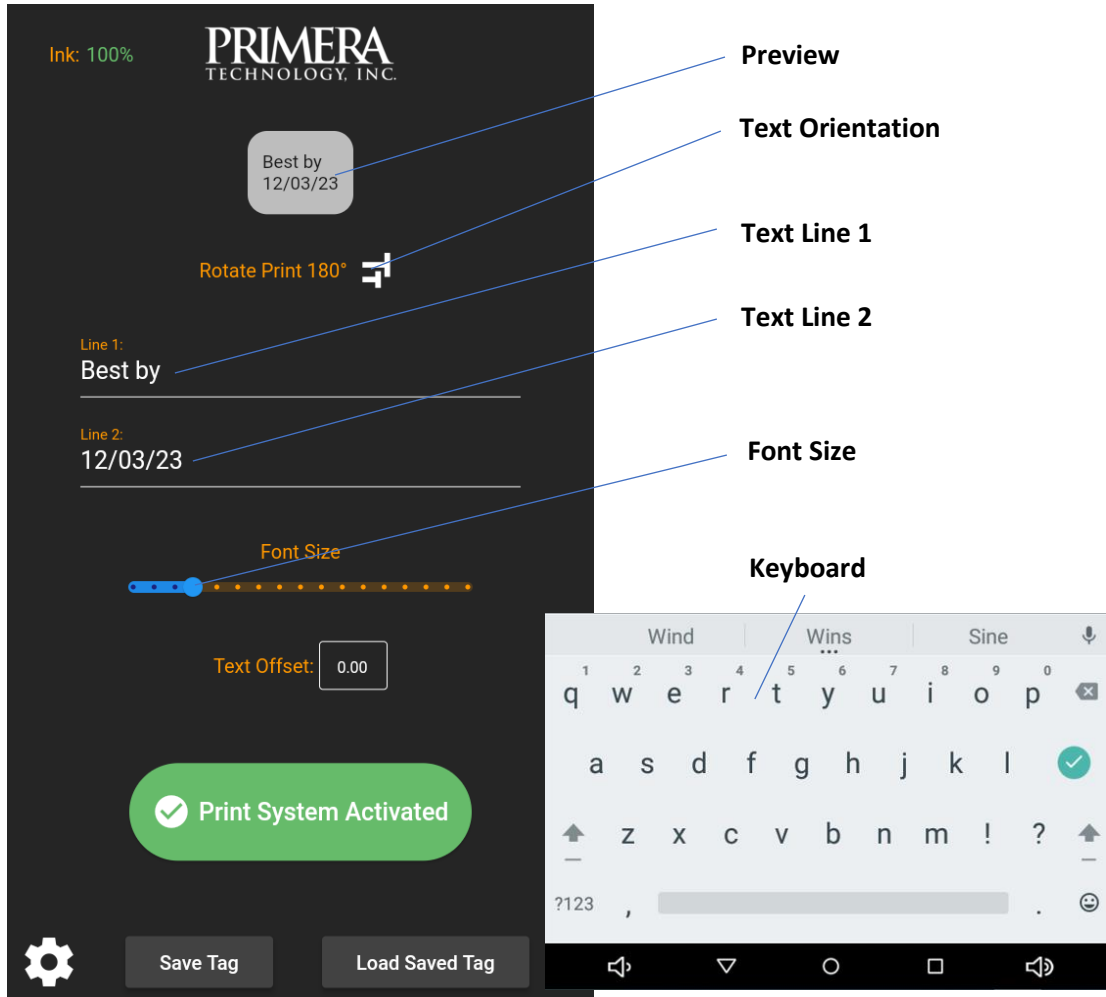 Ink: 100%
PRIMERA
TECHNOLOGY, INC.
Best by
12/03/23
Rotate Print 180°
Line 1:
Best by
Line 2:
12/03/23
Font Size
Text Offset: 0.00
Print System Activated
Save Tag Load Saved Tag
Preview
Text Orientation
Text Line 1
Text Line 2
Font Size
Keyboard
Wind Wins Sine
1 2 3 4 5 6 7 8 9 0
q w e r t y u i o p
a s d f g h j k l
z x c v b n m ! ?
?123 , .